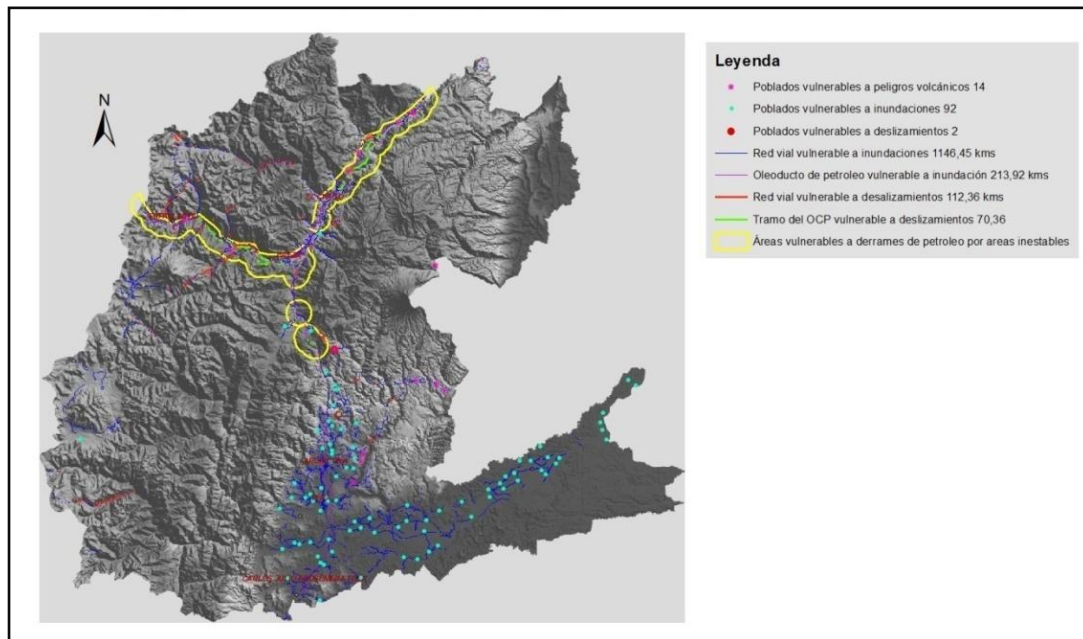 N
Leyenda
Poblados vulnerables a peligros volcánicos 14
Poblados vulnerables a inundaciones 92
Poblados vulnerables a deslizamientos 2
Red vial vulnerable a inundaciones 1146,45 kms
Oleoducto de petroleo vulnerable a inundación 213,92 kms
Red vial vulnerable a desalizamientos 112,36 kms
Tramo del OCP vulnerable a deslizamientos 70,36
Áreas vulnerables a derrames de petroleo por areas inestables